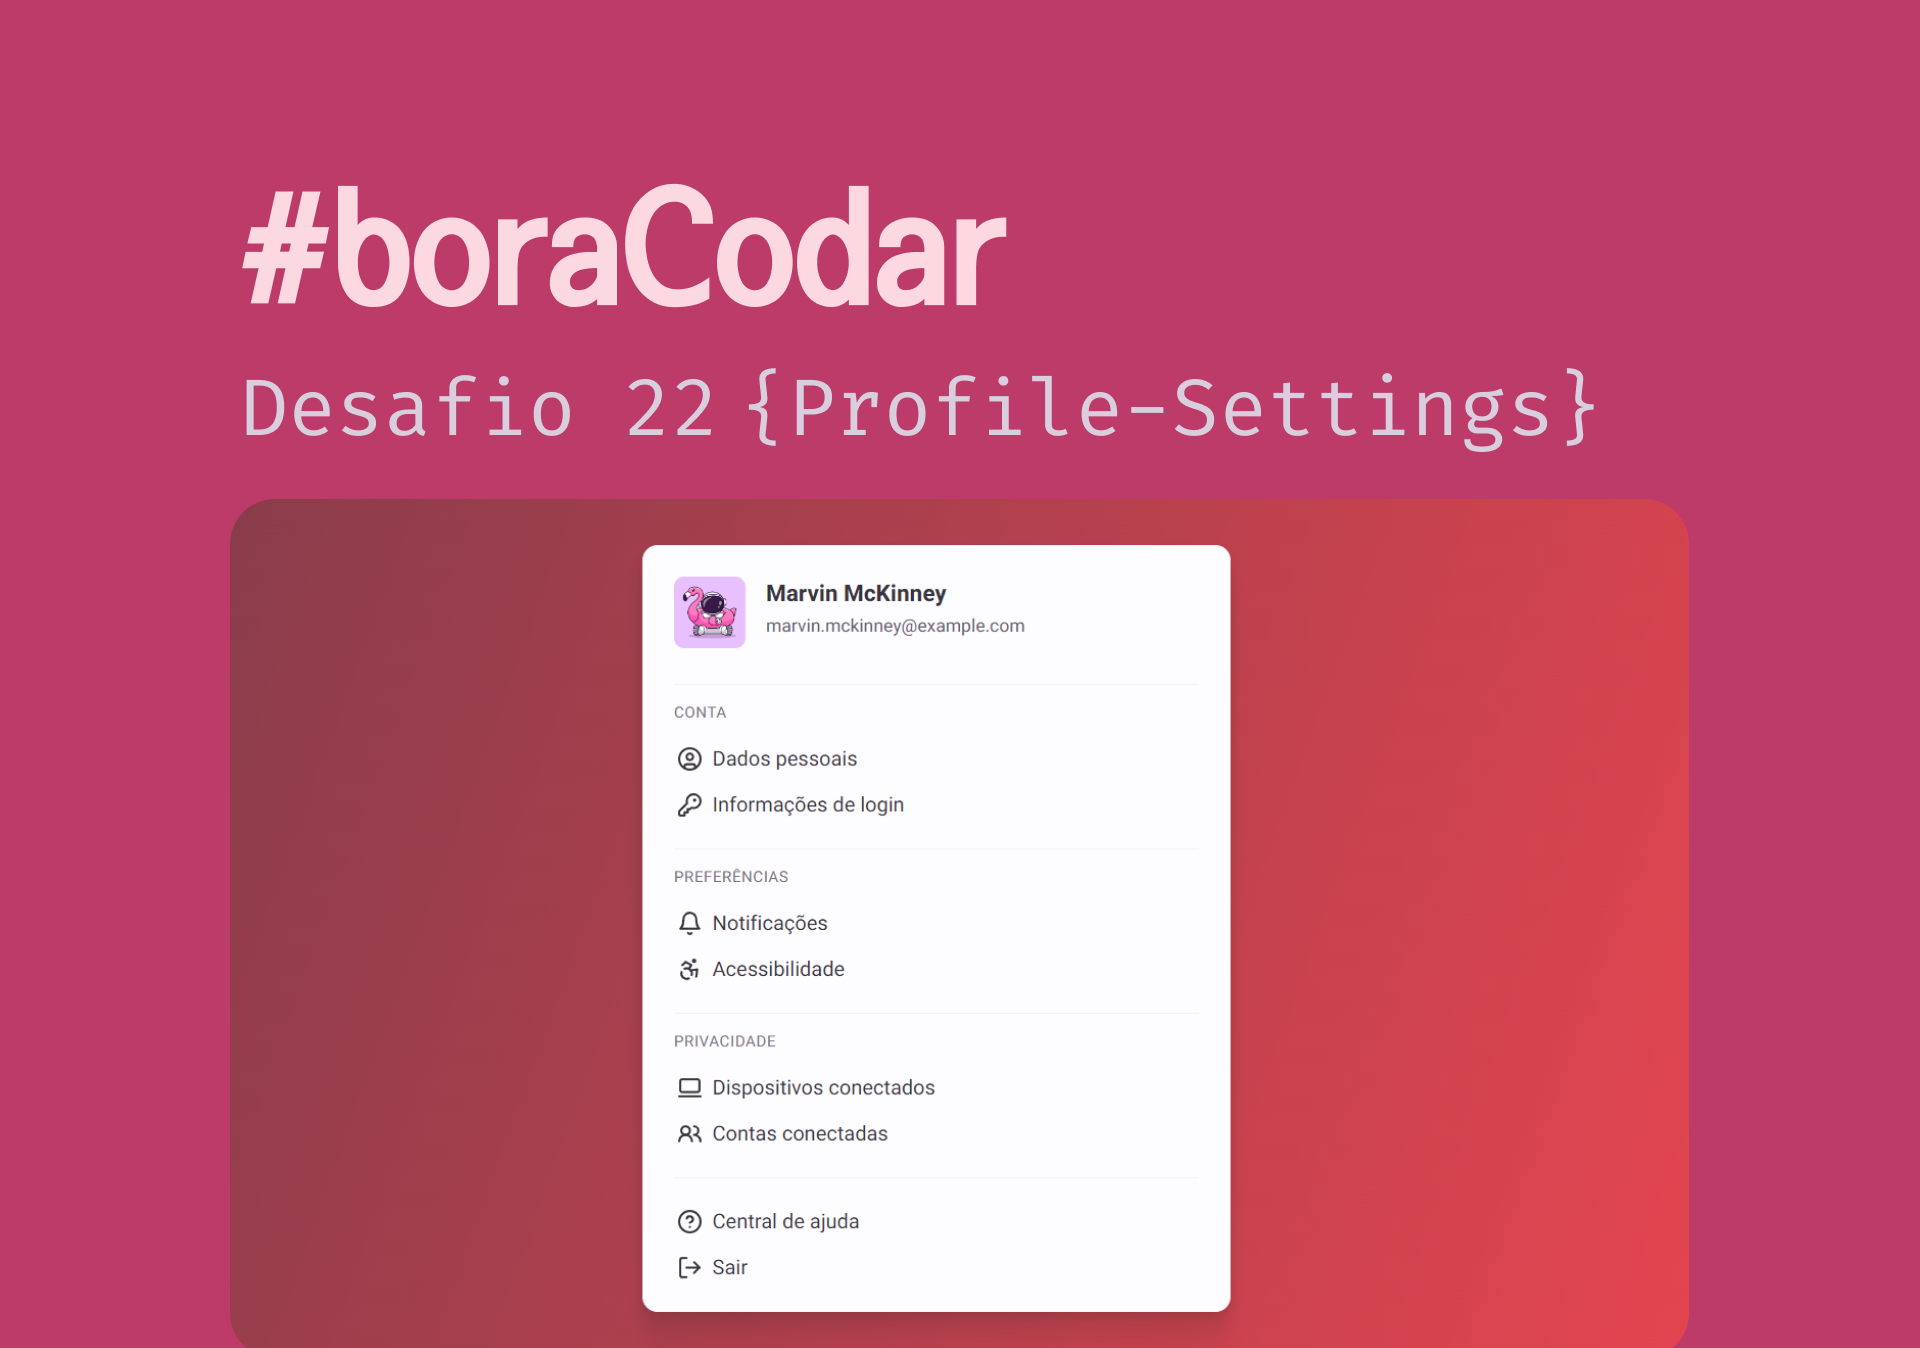 #boraCodar
Desafio 22 {Profile-Settings}
Marvin McKinney
marvin.mckinney@example.com
CONTA
Dados pessoais
Informações de login
PREFERÊNCIAS
Notificações
Acessibilidade
PRIVACIDADE
Dispositivos conectados
Contas conectadas
Central de ajuda
Sair